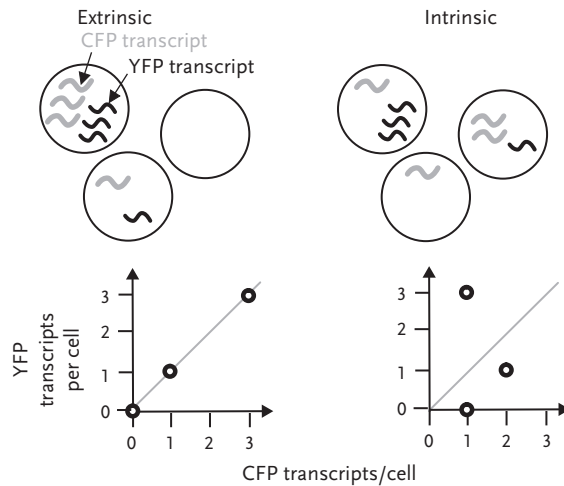 Extrinsic
Intrinsic
CFP transcript
YFP transcript
YFP
transcripts
per cell
3
2
1
0
0 1 2 3
3
2
1
0
0 1 2 3
CFP transcripts/cell